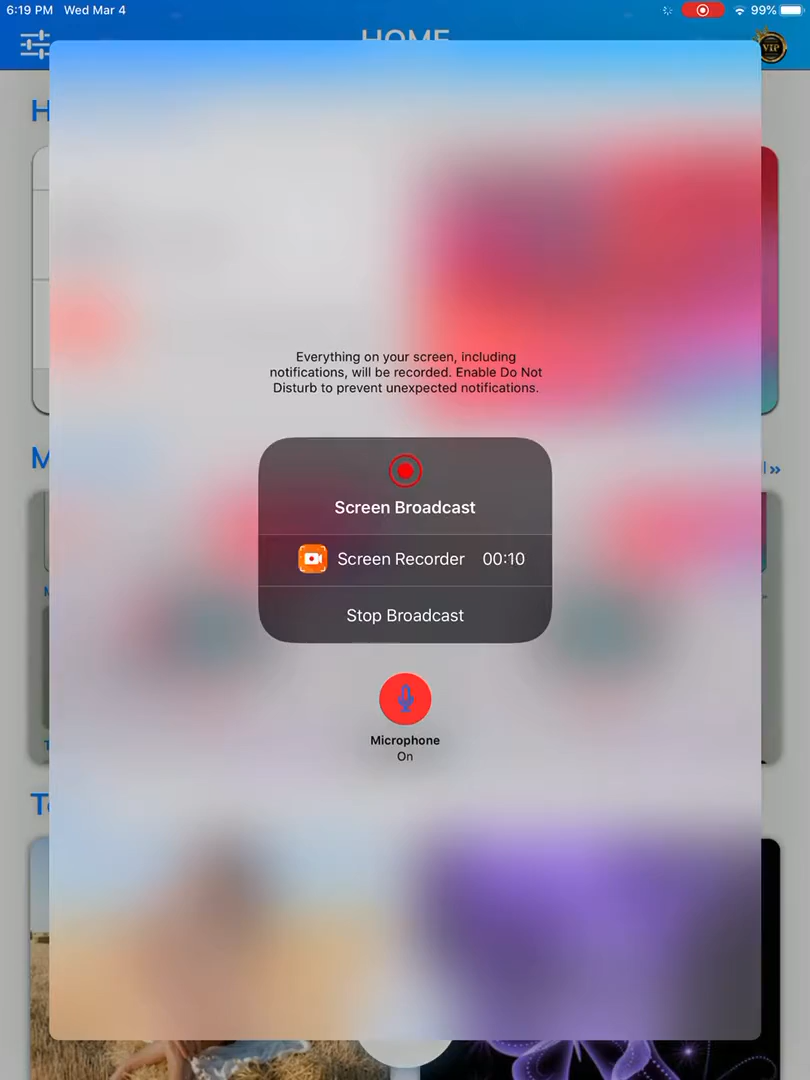 6:19 PM Wed Mar 4
99%
HOME
VIP
H
Everything on your screen, including
notifications, will be recorded. Enable Do Not
Disturb to prevent unexpected notifications.
M
l»
Screen Broadcast
Screen Recorder 00:10
Stop Broadcast
Microphone
On
To